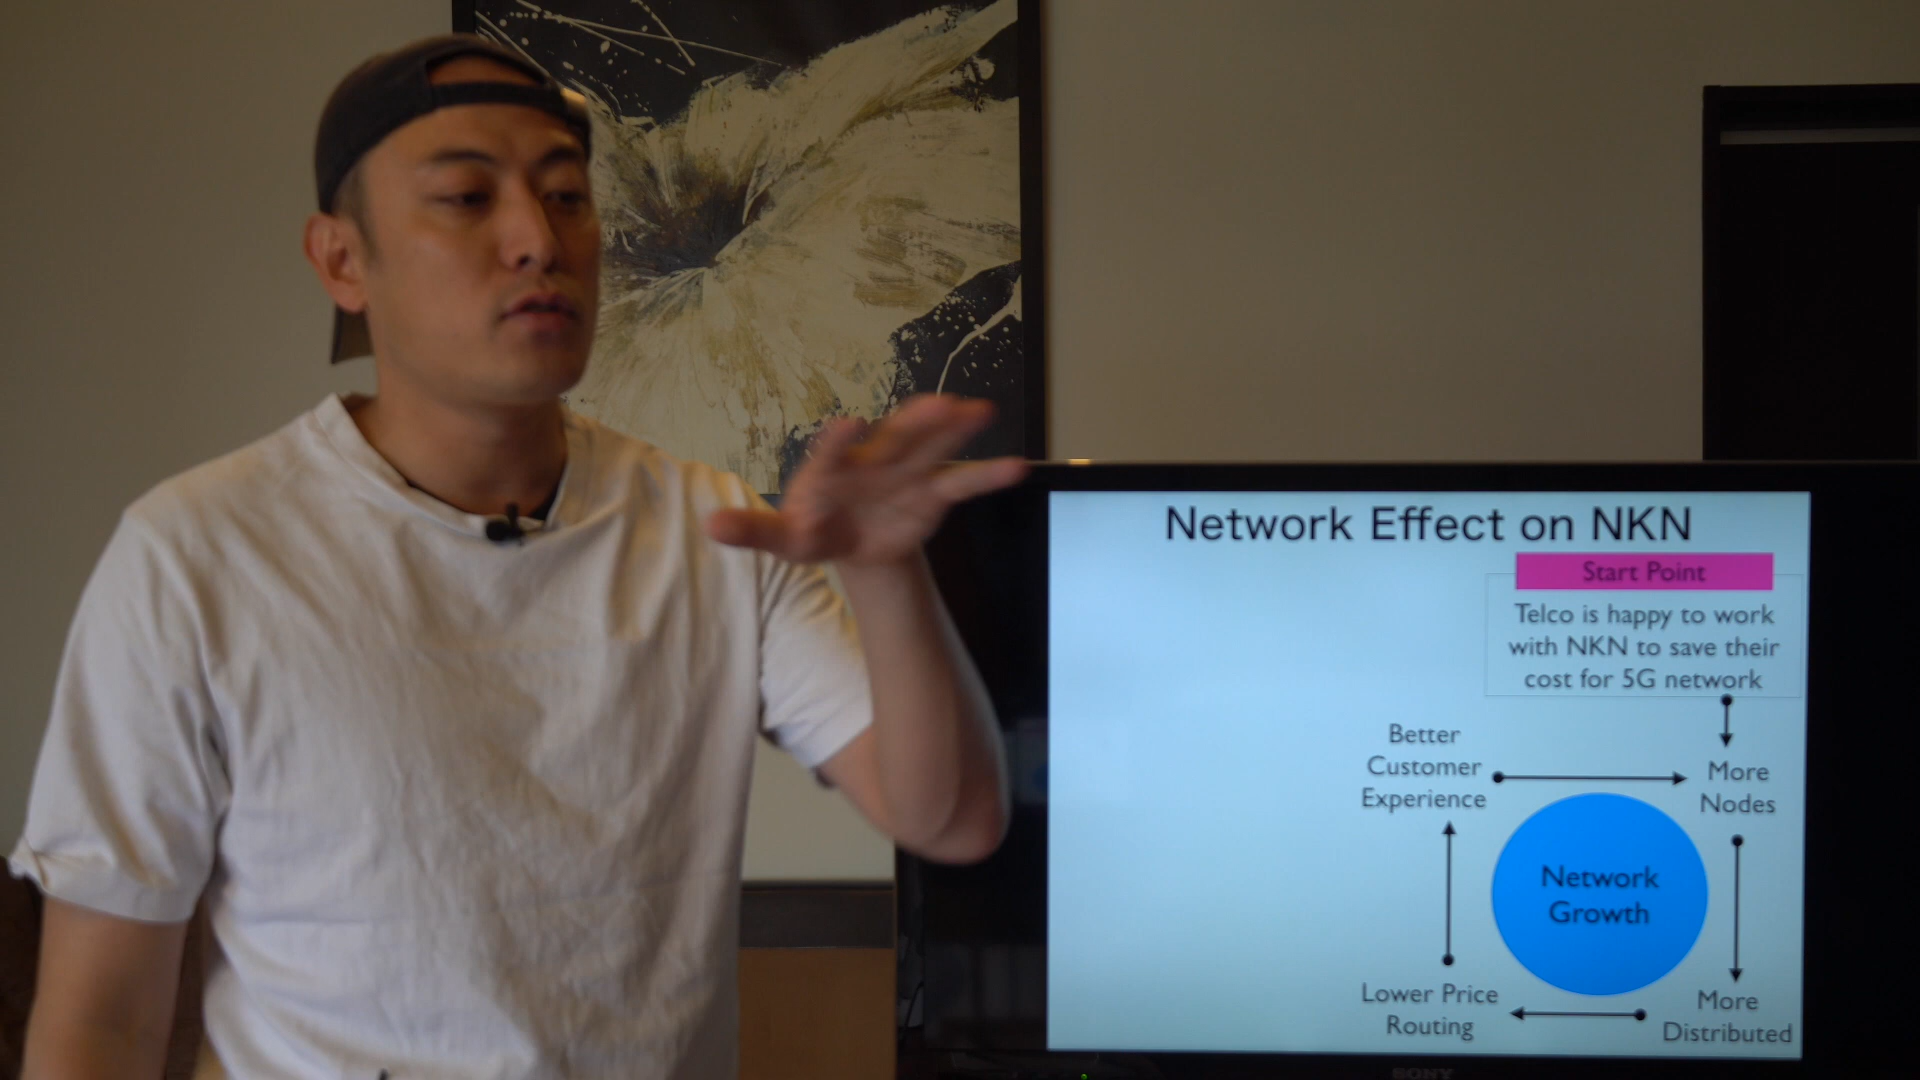 Network Effect on NKN
Start Point
Telco is happy to work
with NKN to save their
cost for 5G network
Better
Customer
Experience
More
Nodes
Network
Growth
Lower Price
Routing
More
Distributed
SONY